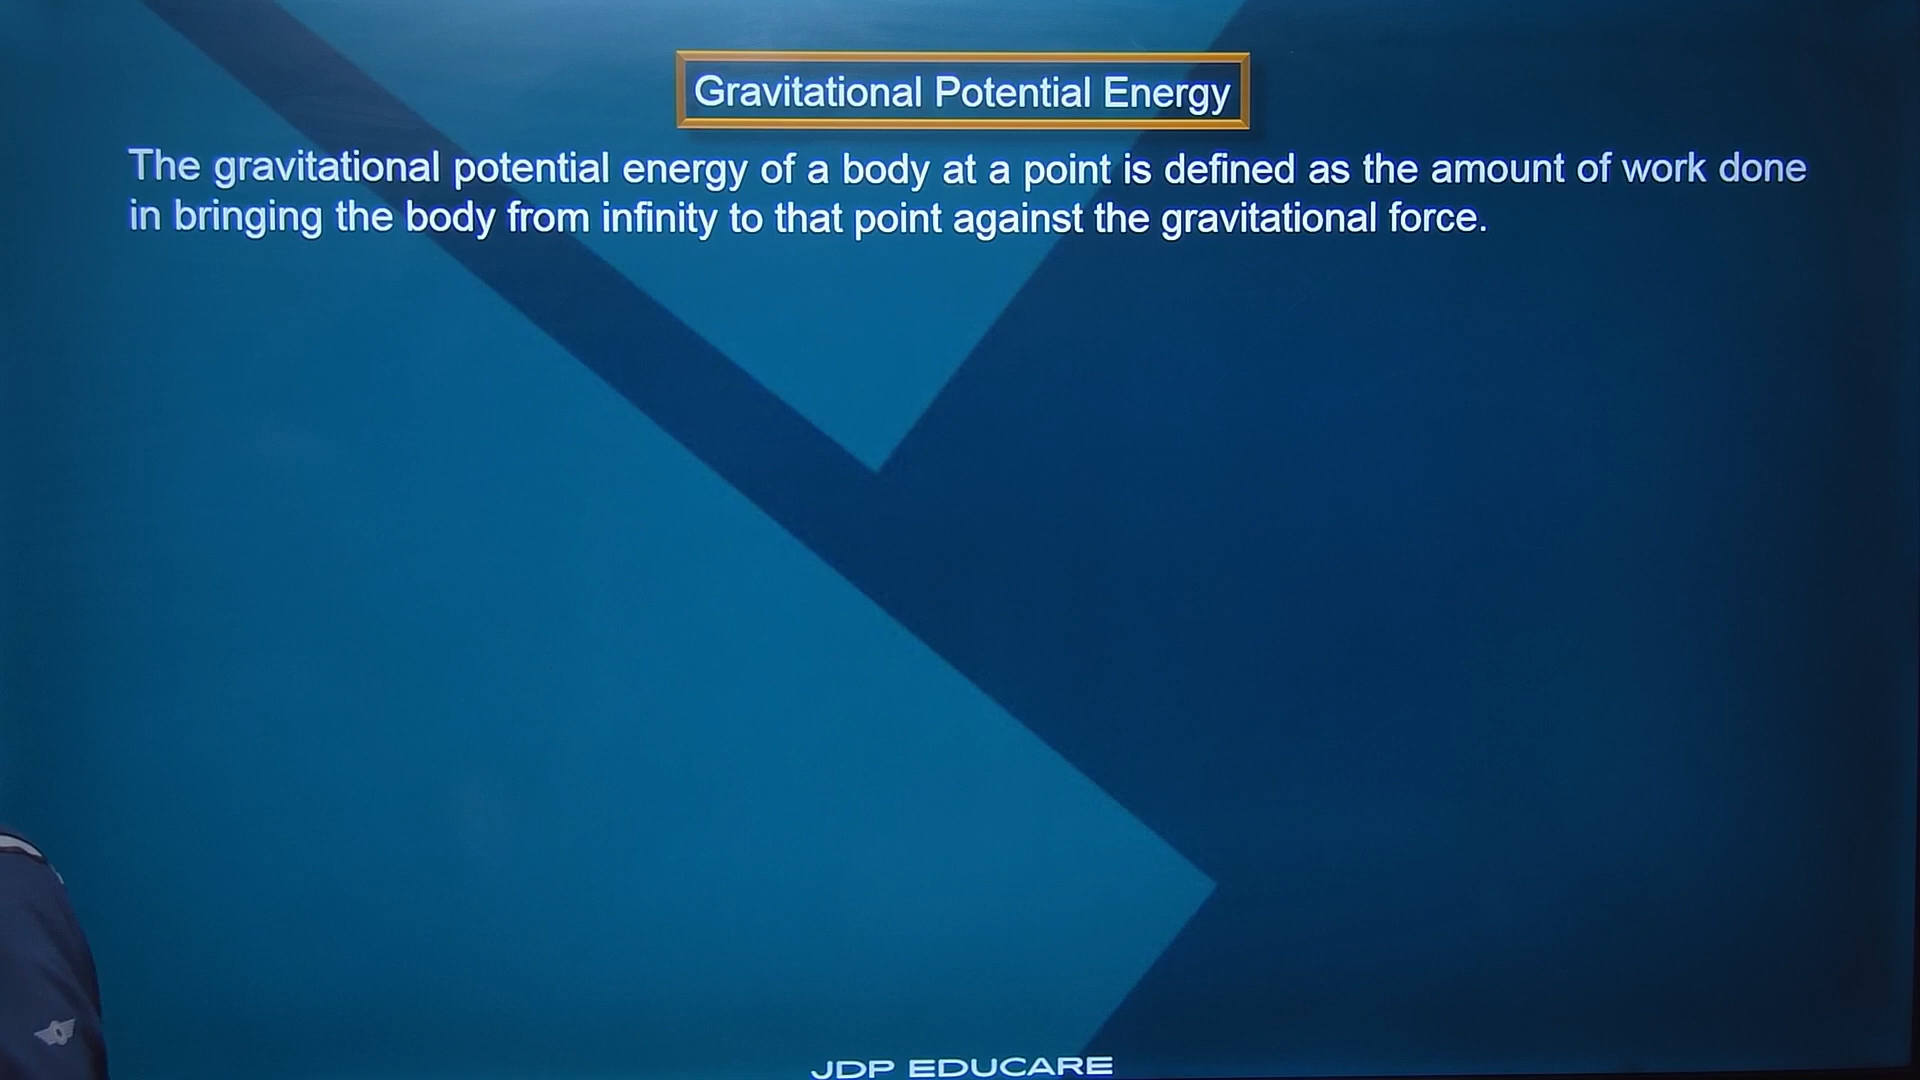 Gravitational Potential Energy
The gravitational potential energy of a body at a point is defined as the amount of work done
in bringing the body from infinity to that point against the gravitational force.
JDP EDUCARE